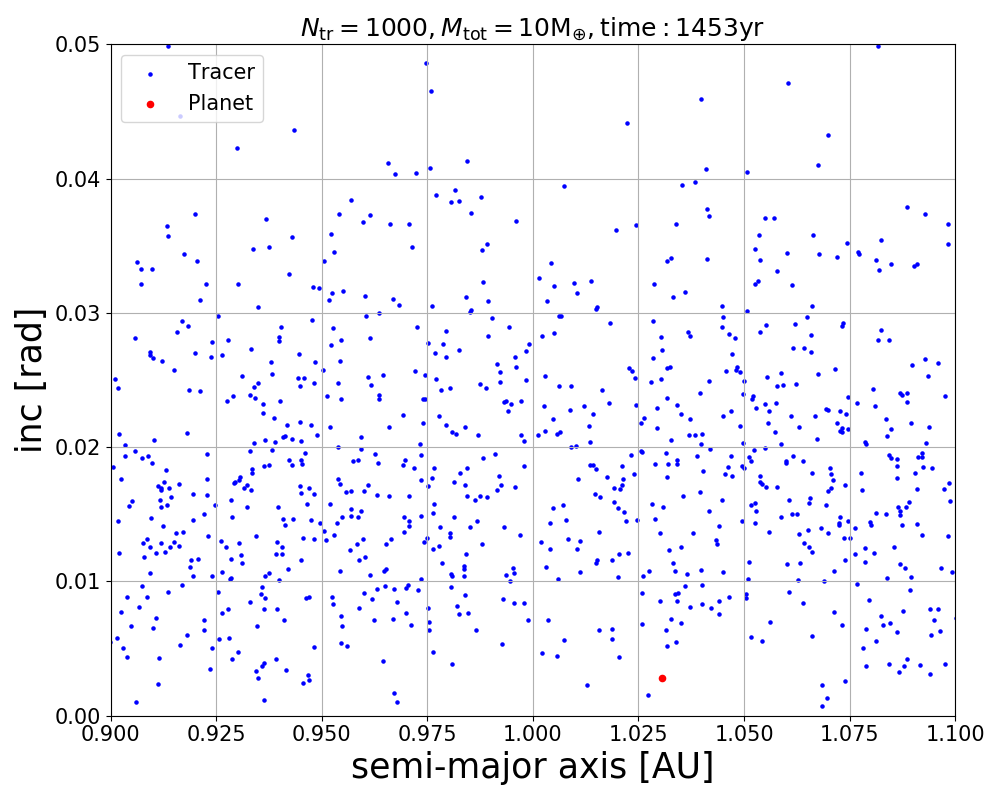 N_tr = 1000, M_tot = 10M_⊕, time : 1453yr
Tracer
Planet
inc [rad]
0.05
0.04
0.03
0.02
0.01
0.00
0.900 0.925 0.950 0.975 1.000 1.025 1.050 1.075 1.100
semi-major axis [AU]